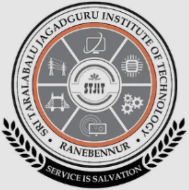 SRI TARALABALU JAGADGURU INSTITUTE OF TECHNOLOGY
STJIT
• RANEBENNUR •
SERVICE IS SALVATION